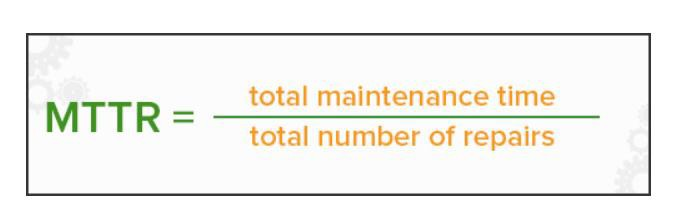 total maintenance time
MTTR =
total number of repairs